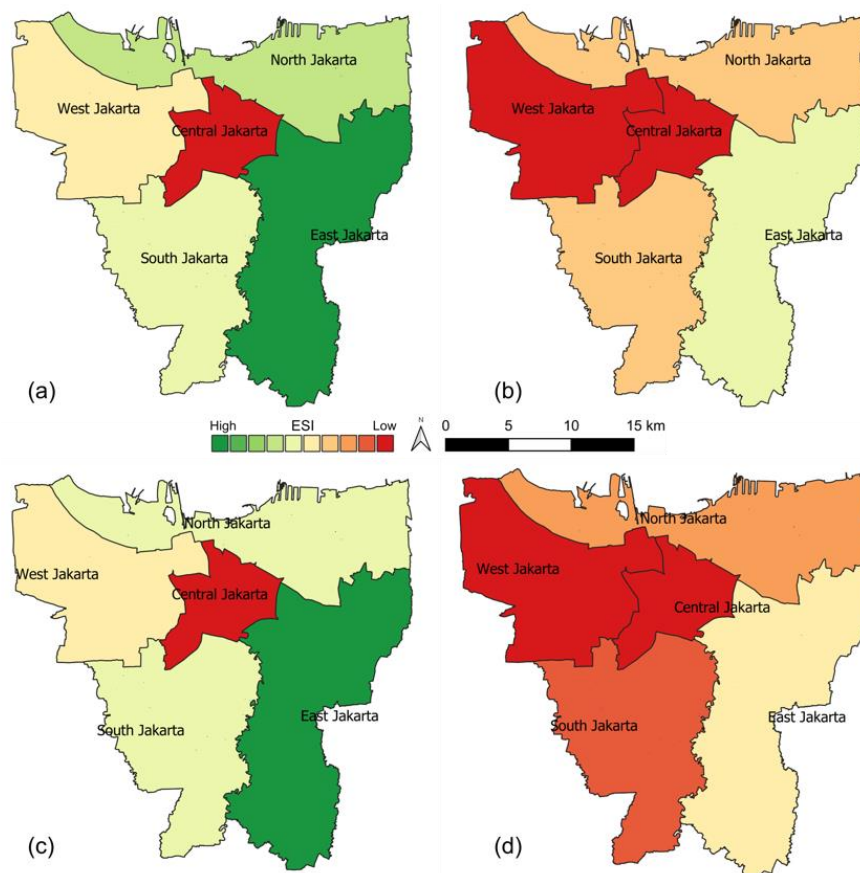 North Jakarta
West Jakarta
Central Jakarta
East Jakarta
South Jakarta
(a)
North Jakarta
West Jakarta
Central Jakarta
East Jakarta
South Jakarta
(b)
High ESI Low
N
0 5 10 15 km
North Jakarta
West Jakarta
Central Jakarta
East Jakarta
South Jakarta
(c)
North Jakarta
West Jakarta
Central Jakarta
East Jakarta
South Jakarta
(d)